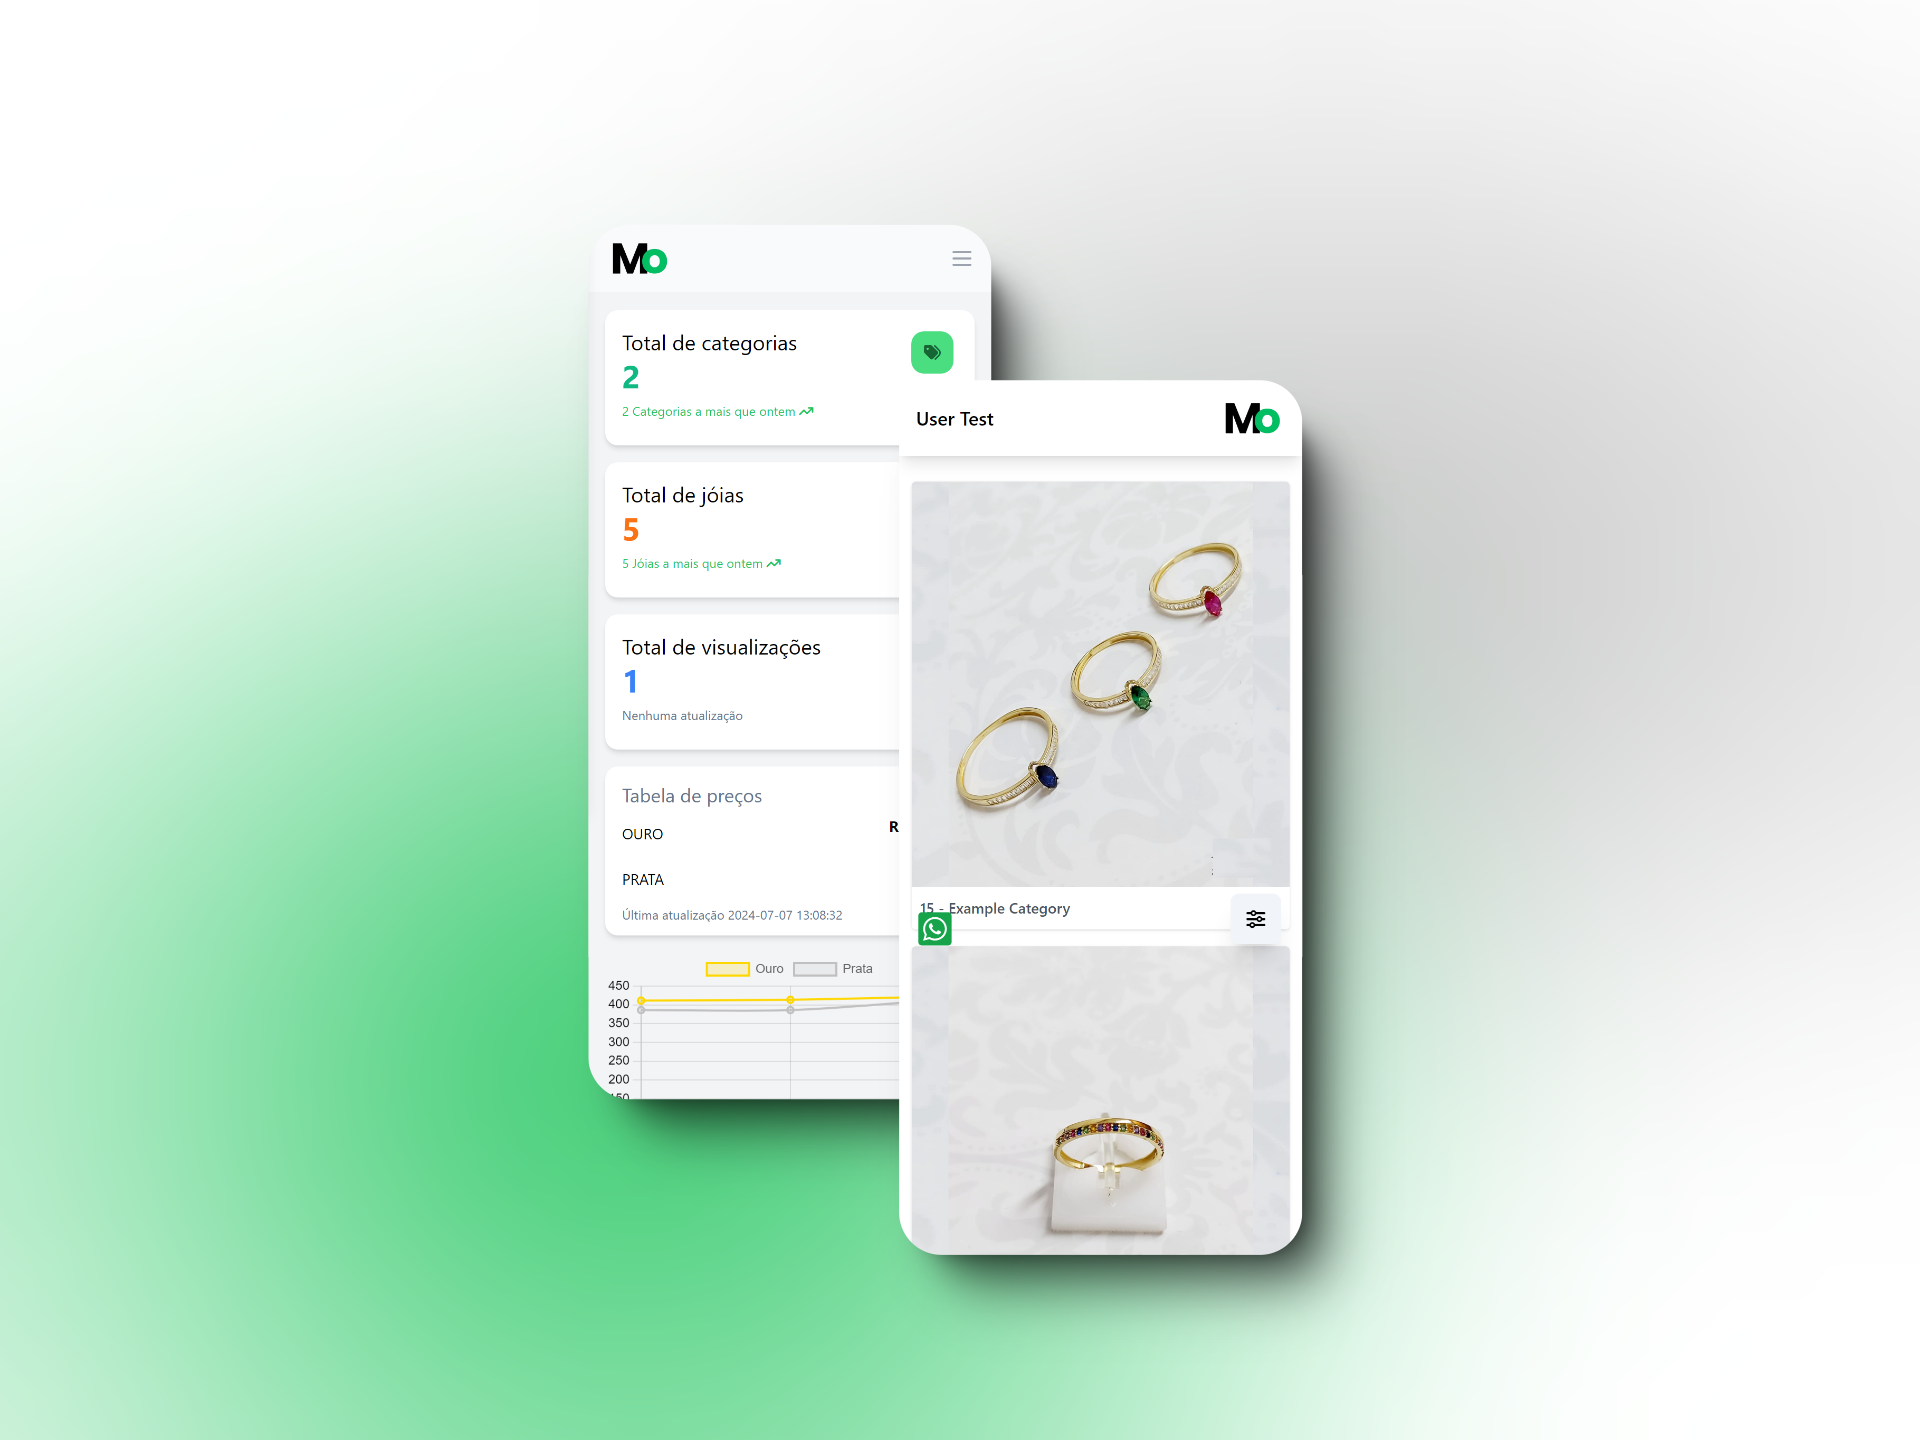 Mo
Total de categorias
2
2 Categorias a mais que ontem
Total de jóias
5
5 Jóias a mais que ontem
Total de visualizações
1
Nenhuma atualização
Tabela de preços
OURO
R
PRATA
Última atualização 2024-07-07 13:08:32
Ouro Prata
450
400
350
300
250
200
150
User Test
Mo
15 - Example Category